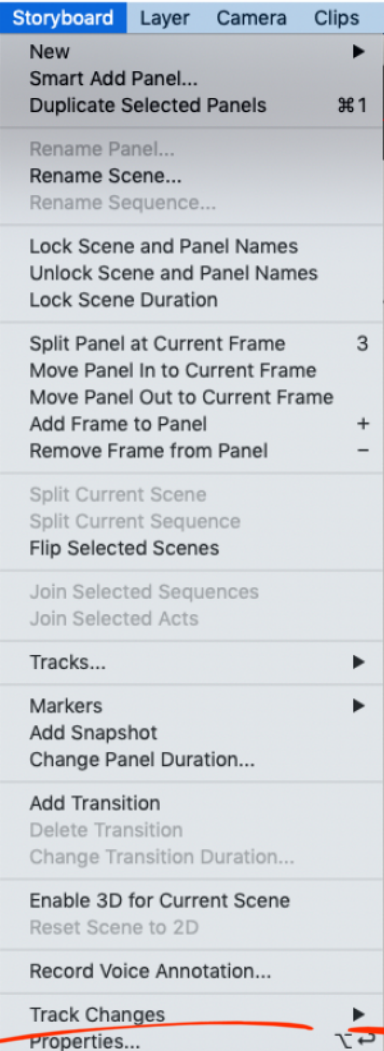 Storyboard Layer Camera Clips
New ▶
Smart Add Panel...
Duplicate Selected Panels ⌘1
Rename Panel...
Rename Scene...
Rename Sequence...
Lock Scene and Panel Names
Unlock Scene and Panel Names
Lock Scene Duration
Split Panel at Current Frame 3
Move Panel In to Current Frame
Move Panel Out to Current Frame
Add Frame to Panel +
Remove Frame from Panel –
Split Current Scene
Split Current Sequence
Flip Selected Scenes
Join Selected Sequences
Join Selected Acts
Tracks... ▶
Markers ▶
Add Snapshot
Change Panel Duration...
Add Transition
Delete Transition
Change Transition Duration...
Enable 3D for Current Scene
Reset Scene to 2D
Record Voice Annotation...
Track Changes ▶
Properties... ⌥↩